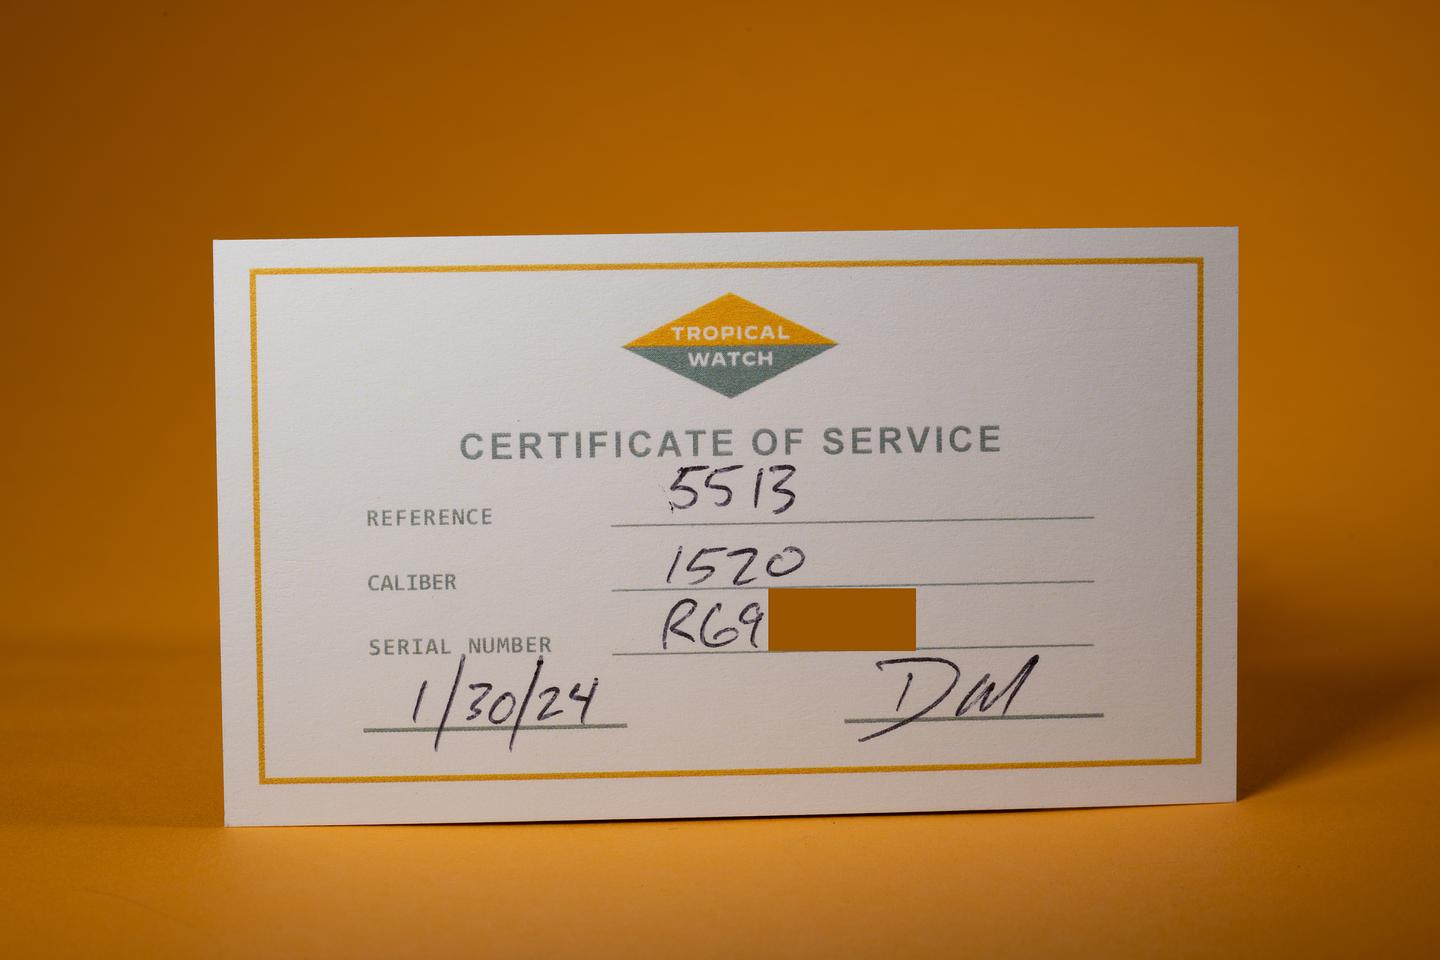 TROPICAL
WATCH
CERTIFICATE OF SERVICE
REFERENCE 5513
CALIBER 1520
SERIAL NUMBER R69
1/30/24